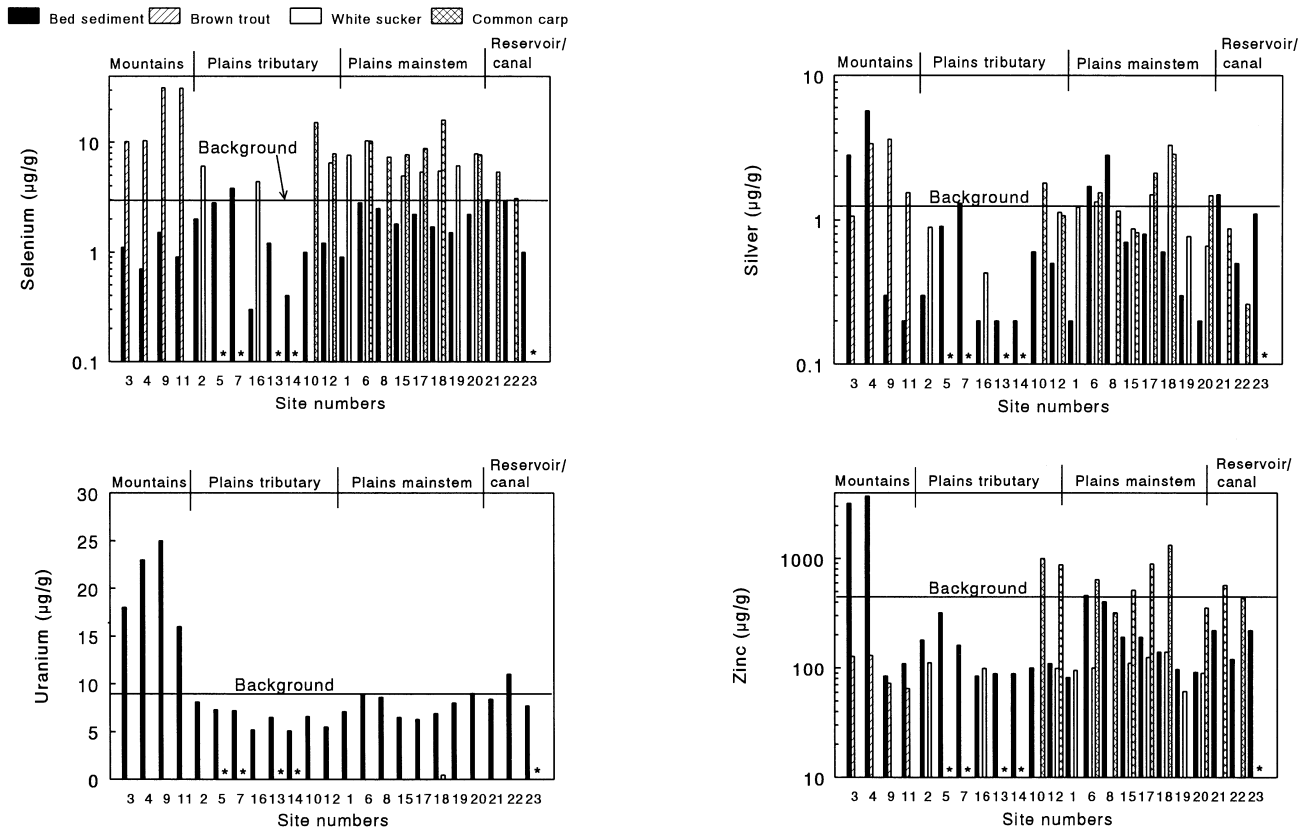 Bed sediment Brown trout White sucker Common carp
Reservoir/
Mountains Plains tributary Plains mainstem canal
Selenium (µg/g)
10
1
0.1
Background
* * * * *
3 4 9 11 2 5 7 16 13 14 10 12 1 6 8 15 17 18 19 20 21 22 23
Site numbers
Reservoir/
Mountains Plains tributary Plains mainstem canal
Silver (µg/g)
10
1
0.1
Background
* * * * *
3 4 9 11 2 5 7 16 13 14 10 12 1 6 8 15 17 18 19 20 21 22 23
Site numbers
Reservoir/
Mountains Plains tributary Plains mainstem canal
Uranium (µg/g)
30
25
20
15
10
5
0
Background
* * * * *
3 4 9 11 2 5 7 16 13 14 10 12 1 6 8 15 17 18 19 20 21 22 23
Site numbers
Reservoir/
Mountains Plains tributary Plains mainstem canal
Zinc (µg/g)
1000
100
10
Background
* * * * *
3 4 9 11 2 5 7 16 13 14 10 12 1 6 8 15 17 18 19 20 21 22 23
Site numbers